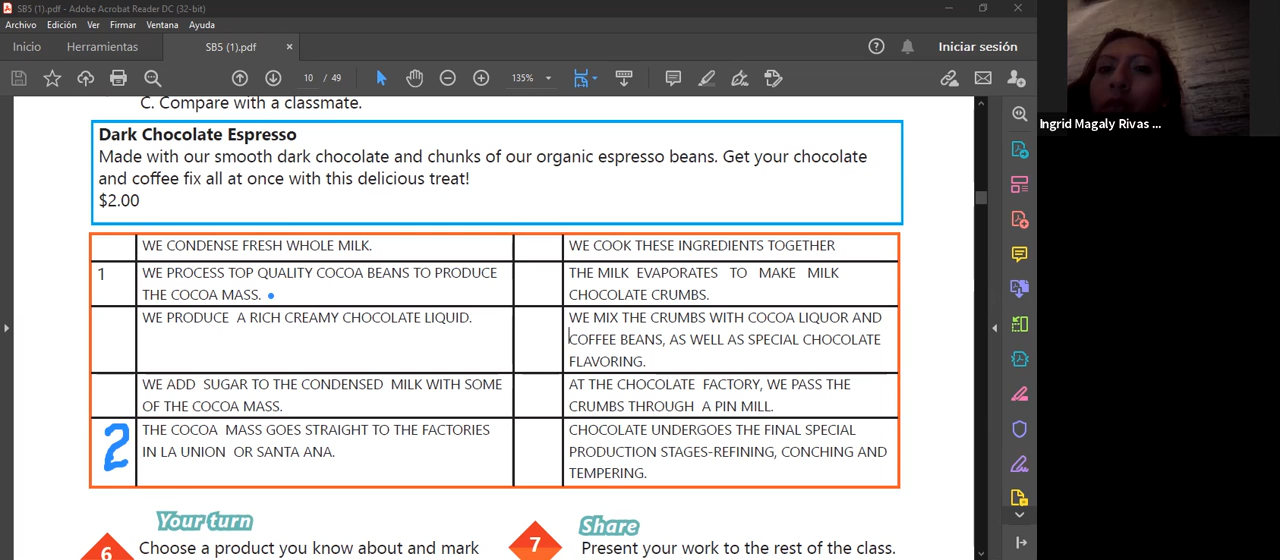 SB5 (1).pdf - Adobe Acrobat Reader DC (32-bit)
Archivo Edición Ver Firmar Ventana Ayuda
Inicio Herramientas SB5 (1).pdf × Iniciar sesión
10 / 49 135%
Ingrid Magaly Rivas ...
C. Compare with a classmate.
Dark Chocolate Espresso
Made with our smooth dark chocolate and chunks of our organic espresso beans. Get your chocolate
and coffee fix all at once with this delicious treat!
$2.00
WE CONDENSE FRESH WHOLE MILK.
WE COOK THESE INGREDIENTS TOGETHER
1 WE PROCESS TOP QUALITY COCOA BEANS TO PRODUCE
THE COCOA MASS.
THE MILK EVAPORATES TO MAKE MILK
CHOCOLATE CRUMBS.
WE PRODUCE A RICH CREAMY CHOCOLATE LIQUID.
WE MIX THE CRUMBS WITH COCOA LIQUOR AND
COFFEE BEANS, AS WELL AS SPECIAL CHOCOLATE
FLAVORING.
WE ADD SUGAR TO THE CONDENSED MILK WITH SOME
OF THE COCOA MASS.
AT THE CHOCOLATE FACTORY, WE PASS THE
CRUMBS THROUGH A PIN MILL.
2 THE COCOA MASS GOES STRAIGHT TO THE FACTORIES
IN LA UNION OR SANTA ANA.
CHOCOLATE UNDERGOES THE FINAL SPECIAL
PRODUCTION STAGES-REFINING, CONCHING AND
TEMPERING.
Your turn
6 Choose a product you know about and mark
Share
7 Present your work to the rest of the class.